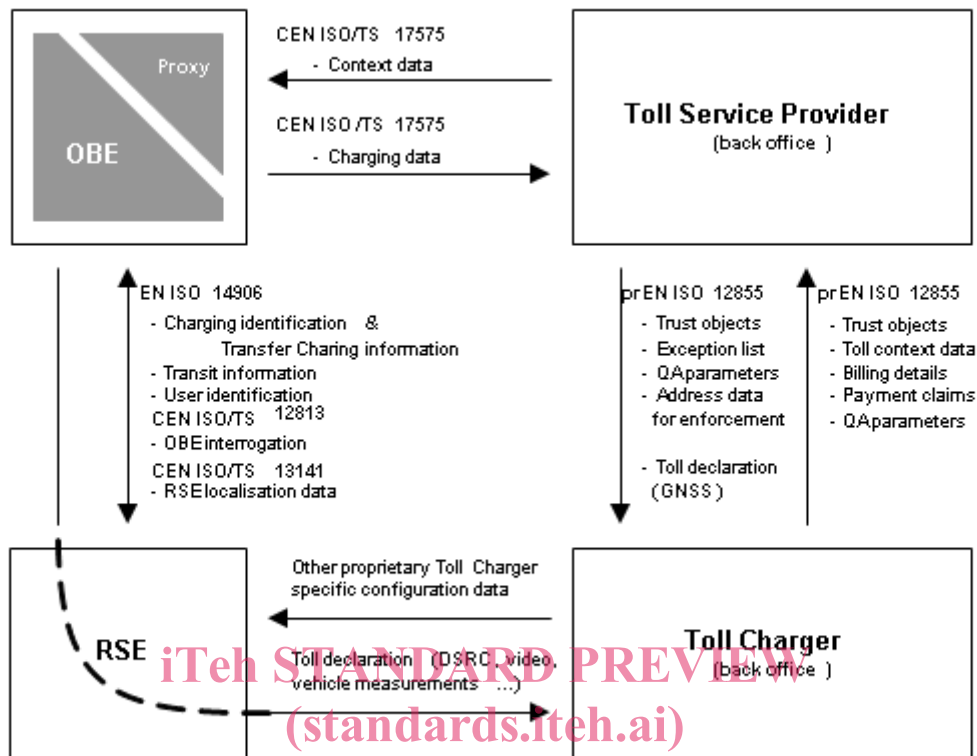 CEN ISO/TS 17575
- Context data
Proxy
OBE
CEN ISO /TS 17575
- Charging data
Toll Service Provider
(back office )
EN ISO 14906
- Charging identification &
Transfer Charing information
- Transit information
- User identification
CEN ISO/TS 12813
- OBE interrogation
CEN ISO/TS 13141
- RSE localisation data
prEN ISO 12855
- Trust objects
- Exception list
- QA parameters
- Address data
for enforcement
- Toll declaration
(GNSS )
prEN ISO 12855
- Trust objects
- Toll context data
- Billing details
- Payment claims
- QA parameters
RSE
Other proprietary Toll Charger
specific configuration data
Toll declaration (DSRC, video,
vehicle measurements ...)
Toll Charger
(back office )
iTeh STANDARD PREVIEW
(standards.iteh.ai)